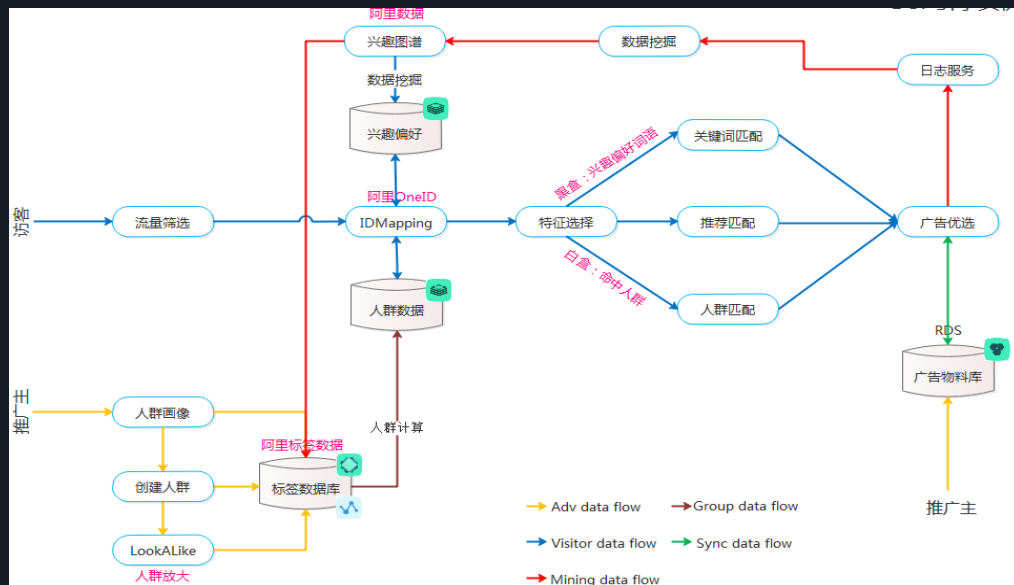 阿里数据
兴趣图谱
数据挖掘
日志服务
数据挖掘
兴趣偏好
黑盒：兴趣偏好词语
关键词匹配
阿里OneID
访客
流量筛选
IDMapping
特征选择
推荐匹配
广告优选
白盒：命中人群
人群数据
人群匹配
RDS
广告物料库
推广主
人群画像
人群计算
阿里标签数据
创建人群
标签数据库
LookALike
人群放大
推广主
Adv data flow
Group data flow
Visitor data flow
Sync data flow
Mining data flow